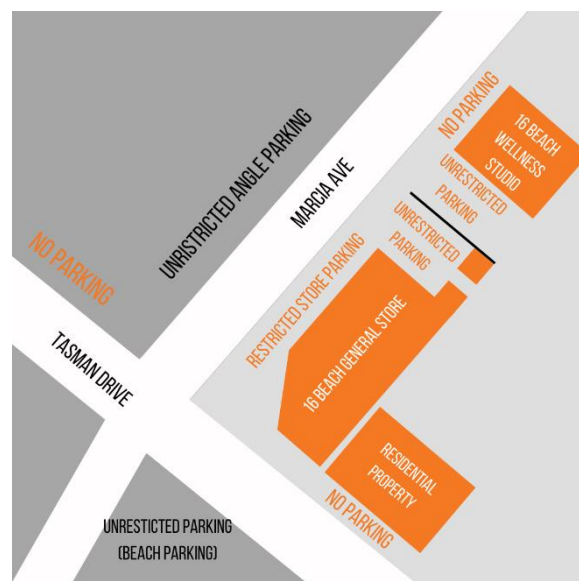 NO PARKING
16 BEACH
WELLNESS
STUDIO
UNRESTRICTED
PARKING
UNRISTRICTED ANGLE PARKING
MARCIA AVE
UNRESTRICTED
PARKING
NO PARKING
RESTRICTED STORE PARKING
16 BEACH GENERAL STORE
TASMAN DRIVE
RESIDENTIAL
PROPERTY
NO PARKING
UNRESTICTED PARKING
(BEACH PARKING)